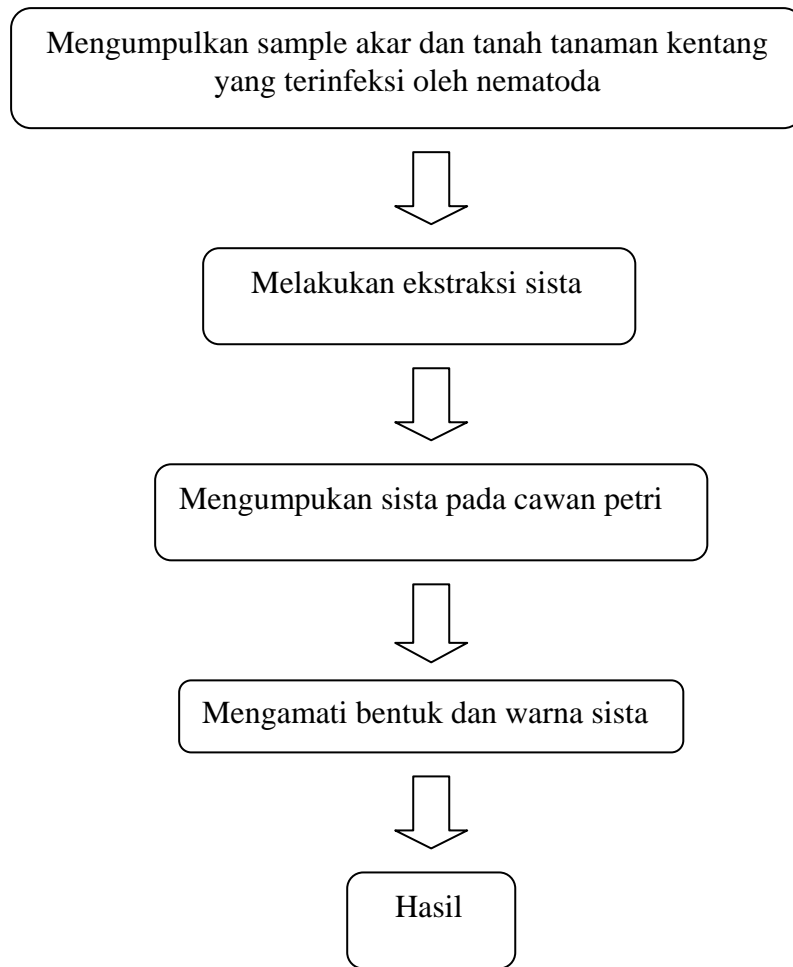 Mengumpulkan sample akar dan tanah tanaman kentang
yang terinfeksi oleh nematoda
Melakukan ekstraksi sista
Mengumpukan sista pada cawan petri
Mengamati bentuk dan warna sista
Hasil